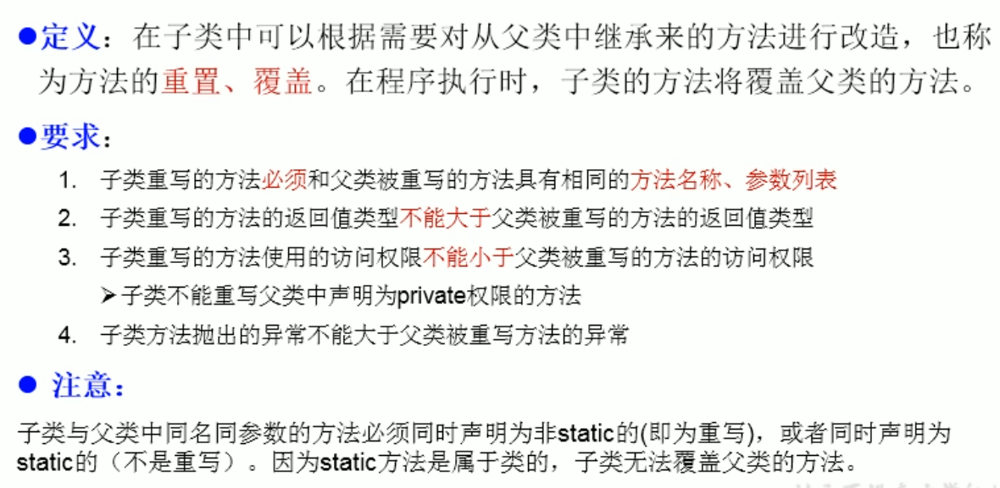 ●定义：在子类中可以根据需要对从父类中继承来的方法进行改造，也称
为方法的重置、覆盖。在程序执行时，子类的方法将覆盖父类的方法。
●要求：
1. 子类重写的方法必须和父类被重写的方法具有相同的方法名称、参数列表
2. 子类重写的方法的返回值类型不能大于父类被重写的方法的返回值类型
3. 子类重写的方法使用的访问权限不能小于父类被重写的方法的访问权限
➢子类不能重写父类中声明为private权限的方法
4. 子类方法抛出的异常不能大于父类被重写方法的异常
● 注意：
子类与父类中同名同参数的方法必须同时声明为非static的(即为重写)，或者同时声明为
static的（不是重写）。因为static方法是属于类的，子类无法覆盖父类的方法。